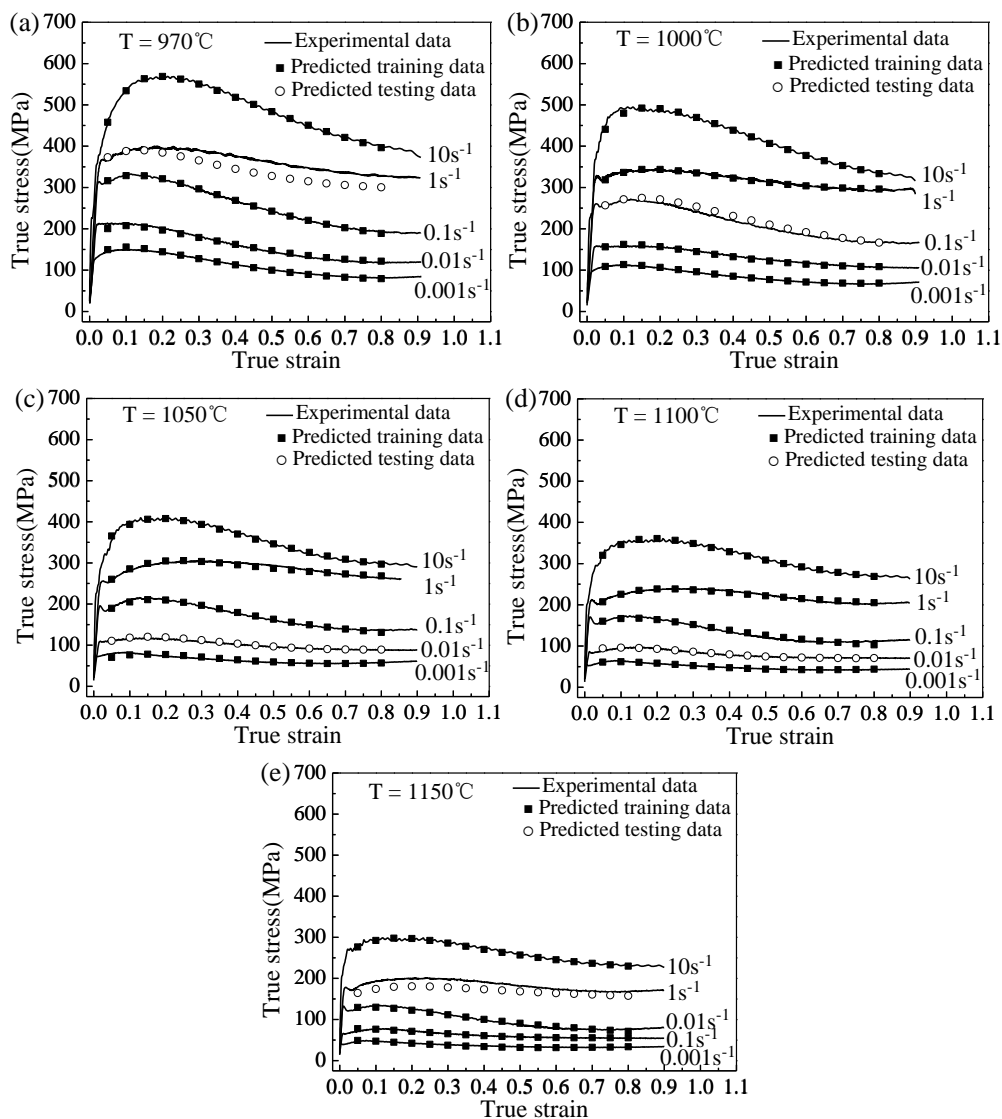 (a)
T = 970℃
Experimental data
Predicted training data
Predicted testing data
True stress(MPa)
700
600
500
400
300
200
100
0
10s⁻¹
1s⁻¹
0.1s⁻¹
0.01s⁻¹
0.001s⁻¹
0.0 0.1 0.2 0.3 0.4 0.5 0.6 0.7 0.8 0.9 1.0 1.1
True strain
(b)
T = 1000℃
Experimental data
Predicted training data
Predicted testing data
True stress(MPa)
700
600
500
400
300
200
100
0
10s⁻¹
1s⁻¹
0.1s⁻¹
0.01s⁻¹
0.001s⁻¹
0.0 0.1 0.2 0.3 0.4 0.5 0.6 0.7 0.8 0.9 1.0 1.1
True strain
(c)
T = 1050℃
Experimental data
Predicted training data
Predicted testing data
True stress(MPa)
700
600
500
400
300
200
100
0
10s⁻¹
1s⁻¹
0.1s⁻¹
0.01s⁻¹
0.001s⁻¹
0.0 0.1 0.2 0.3 0.4 0.5 0.6 0.7 0.8 0.9 1.0 1.1
True strain
(d)
T = 1100℃
Experimental data
Predicted training data
Predicted testing data
True stress(MPa)
700
600
500
400
300
200
100
0
10s⁻¹
1s⁻¹
0.1s⁻¹
0.01s⁻¹
0.001s⁻¹
0.0 0.1 0.2 0.3 0.4 0.5 0.6 0.7 0.8 0.9 1.0 1.1
True strain
(e)
T = 1150℃
Experimental data
Predicted training data
Predicted testing data
True stress(MPa)
700
600
500
400
300
200
100
0
10s⁻¹
1s⁻¹
0.01s⁻¹
0.1s⁻¹
0.001s⁻¹
0.0 0.1 0.2 0.3 0.4 0.5 0.6 0.7 0.8 0.9 1.0 1.1
True strain